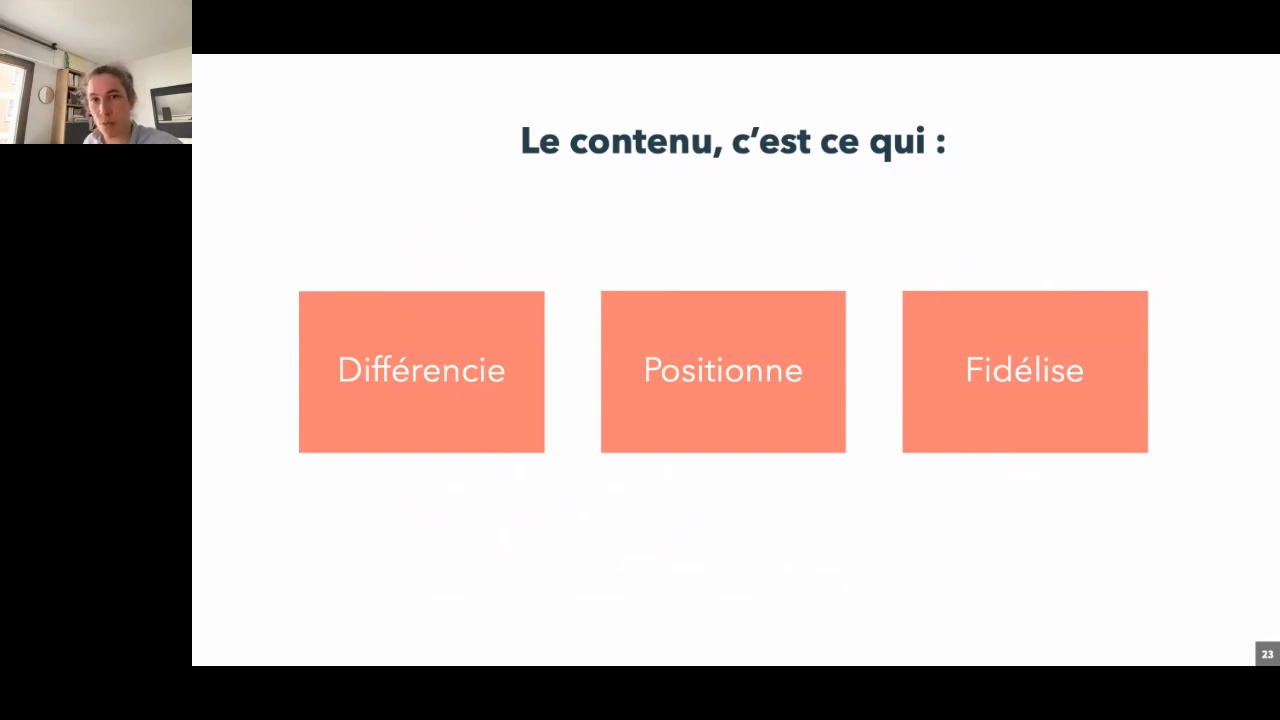 Le contenu, c’est ce qui :
Différencie
Positionne
Fidélise
23